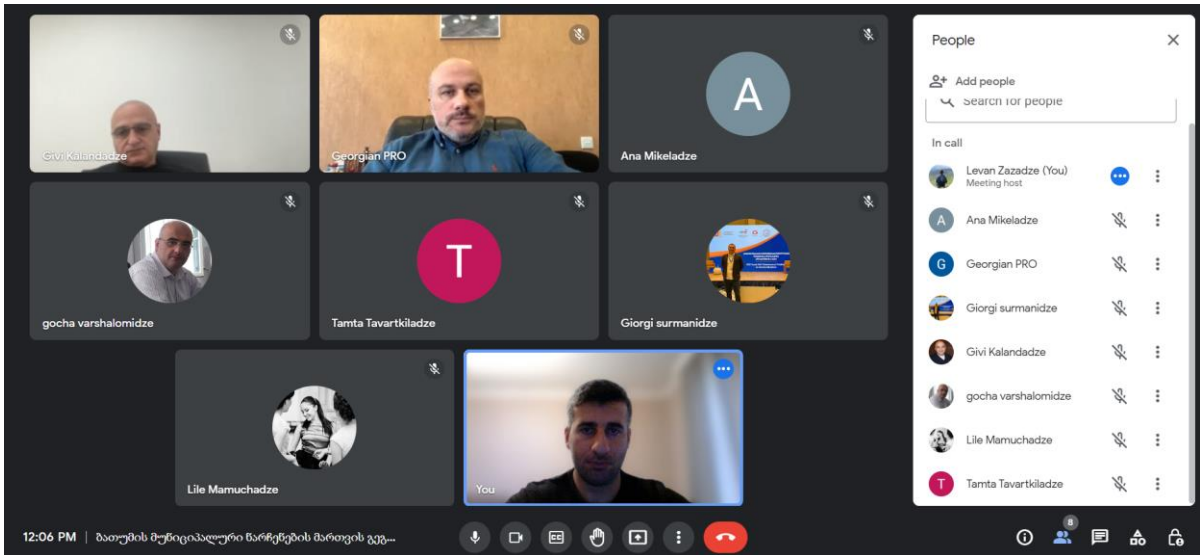 Givi Kalandadze
Georgian PRO
A
Ana Mikeladze
gocha varshalomidze
T
Tamta Tavartkiladze
Giorgi surmanidze
Lile Mamuchadze
You
12:06 PM | ბათუმის მუნიციპალური ნარჩენების მართვის გეგ...
CC
8
People
Add people
Search for people
In call
Levan Zazadze (You)
Meeting host
A Ana Mikeladze
G Georgian PRO
Giorgi surmanidze
Givi Kalandadze
gocha varshalomidze
Lile Mamuchadze
T Tamta Tavartkiladze